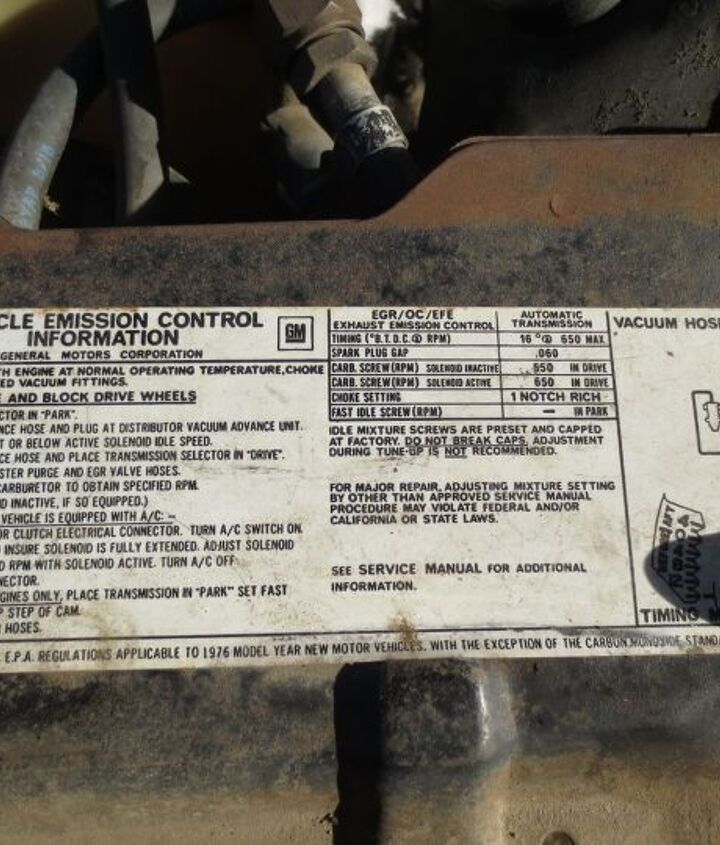 CLE EMISSION CONTROL
INFORMATION
GM
GENERAL MOTORS CORPORATION
TH ENGINE AT NORMAL OPERATING TEMPERATURE, CHOKE
ED VACUUM FITTINGS.
E AND BLOCK DRIVE WHEELS
CTOR IN "PARK".
NCE HOSE AND PLUG AT DISTRIBUTOR VACUUM ADVANCE UNIT.
T OR BELOW ACTIVE SOLENOID IDLE SPEED.
CE HOSE AND PLACE TRANSMISSION SELECTOR IN "DRIVE".
STER PURGE AND EGR VALVE HOSES.
CARBURETOR TO OBTAIN SPECIFIED RPM.
D INACTIVE, IF SO EQUIPPED.)
VEHICLE IS EQUIPPED WITH A/C: –
OR CLUTCH ELECTRICAL CONNECTOR. TURN A/C SWITCH ON.
INSURE SOLENOID IS FULLY EXTENDED. ADJUST SOLENOID
D RPM WITH SOLENOID ACTIVE. TURN A/C OFF
NECTOR.
GINES ONLY, PLACE TRANSMISSION IN "PARK" SET FAST
P STEP OF CAM.
HOSES.
EGR/OC/EFE
EXHAUST EMISSION CONTROL
AUTOMATIC
TRANSMISSION
TIMING (°B.T.D.C.@ RPM) 16°@ 650 MAX
SPARK PLUG GAP .060
CARB. SCREW (RPM) SOLENOID INACTIVE 550 IN DRIVE
CARB. SCREW (RPM) SOLENOID ACTIVE 650 IN DRIVE
CHOKE SETTING 1 NOTCH RICH
FAST IDLE SCREW (RPM) — IN PARK
IDLE MIXTURE SCREWS ARE PRESET AND CAPPED
AT FACTORY. DO NOT BREAK CAPS. ADJUSTMENT
DURING TUNE-UP IS NOT RECOMMENDED.
FOR MAJOR REPAIR, ADJUSTING MIXTURE SETTING
BY OTHER THAN APPROVED SERVICE MANUAL
PROCEDURE MAY VIOLATE FEDERAL AND/OR
CALIFORNIA OR STATE LAWS.
SEE SERVICE MANUAL FOR ADDITIONAL
INFORMATION.
VACUUM HOSE
TIMING
E.P.A. REGULATIONS APPLICABLE TO 1976 MODEL YEAR NEW MOTOR VEHICLES. WITH THE EXCEPTION OF THE CARBON MONOXIDE STAND